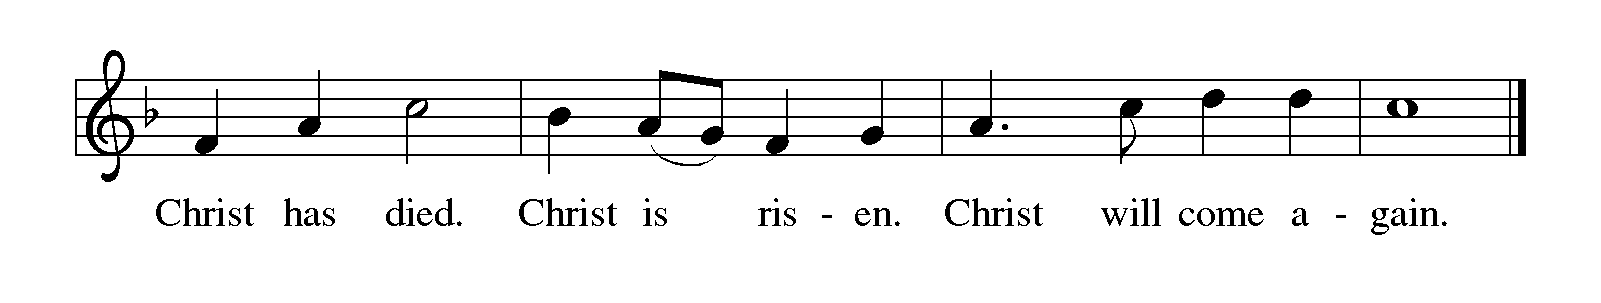 Christ has died. Christ is ris - en. Christ will come a - gain.